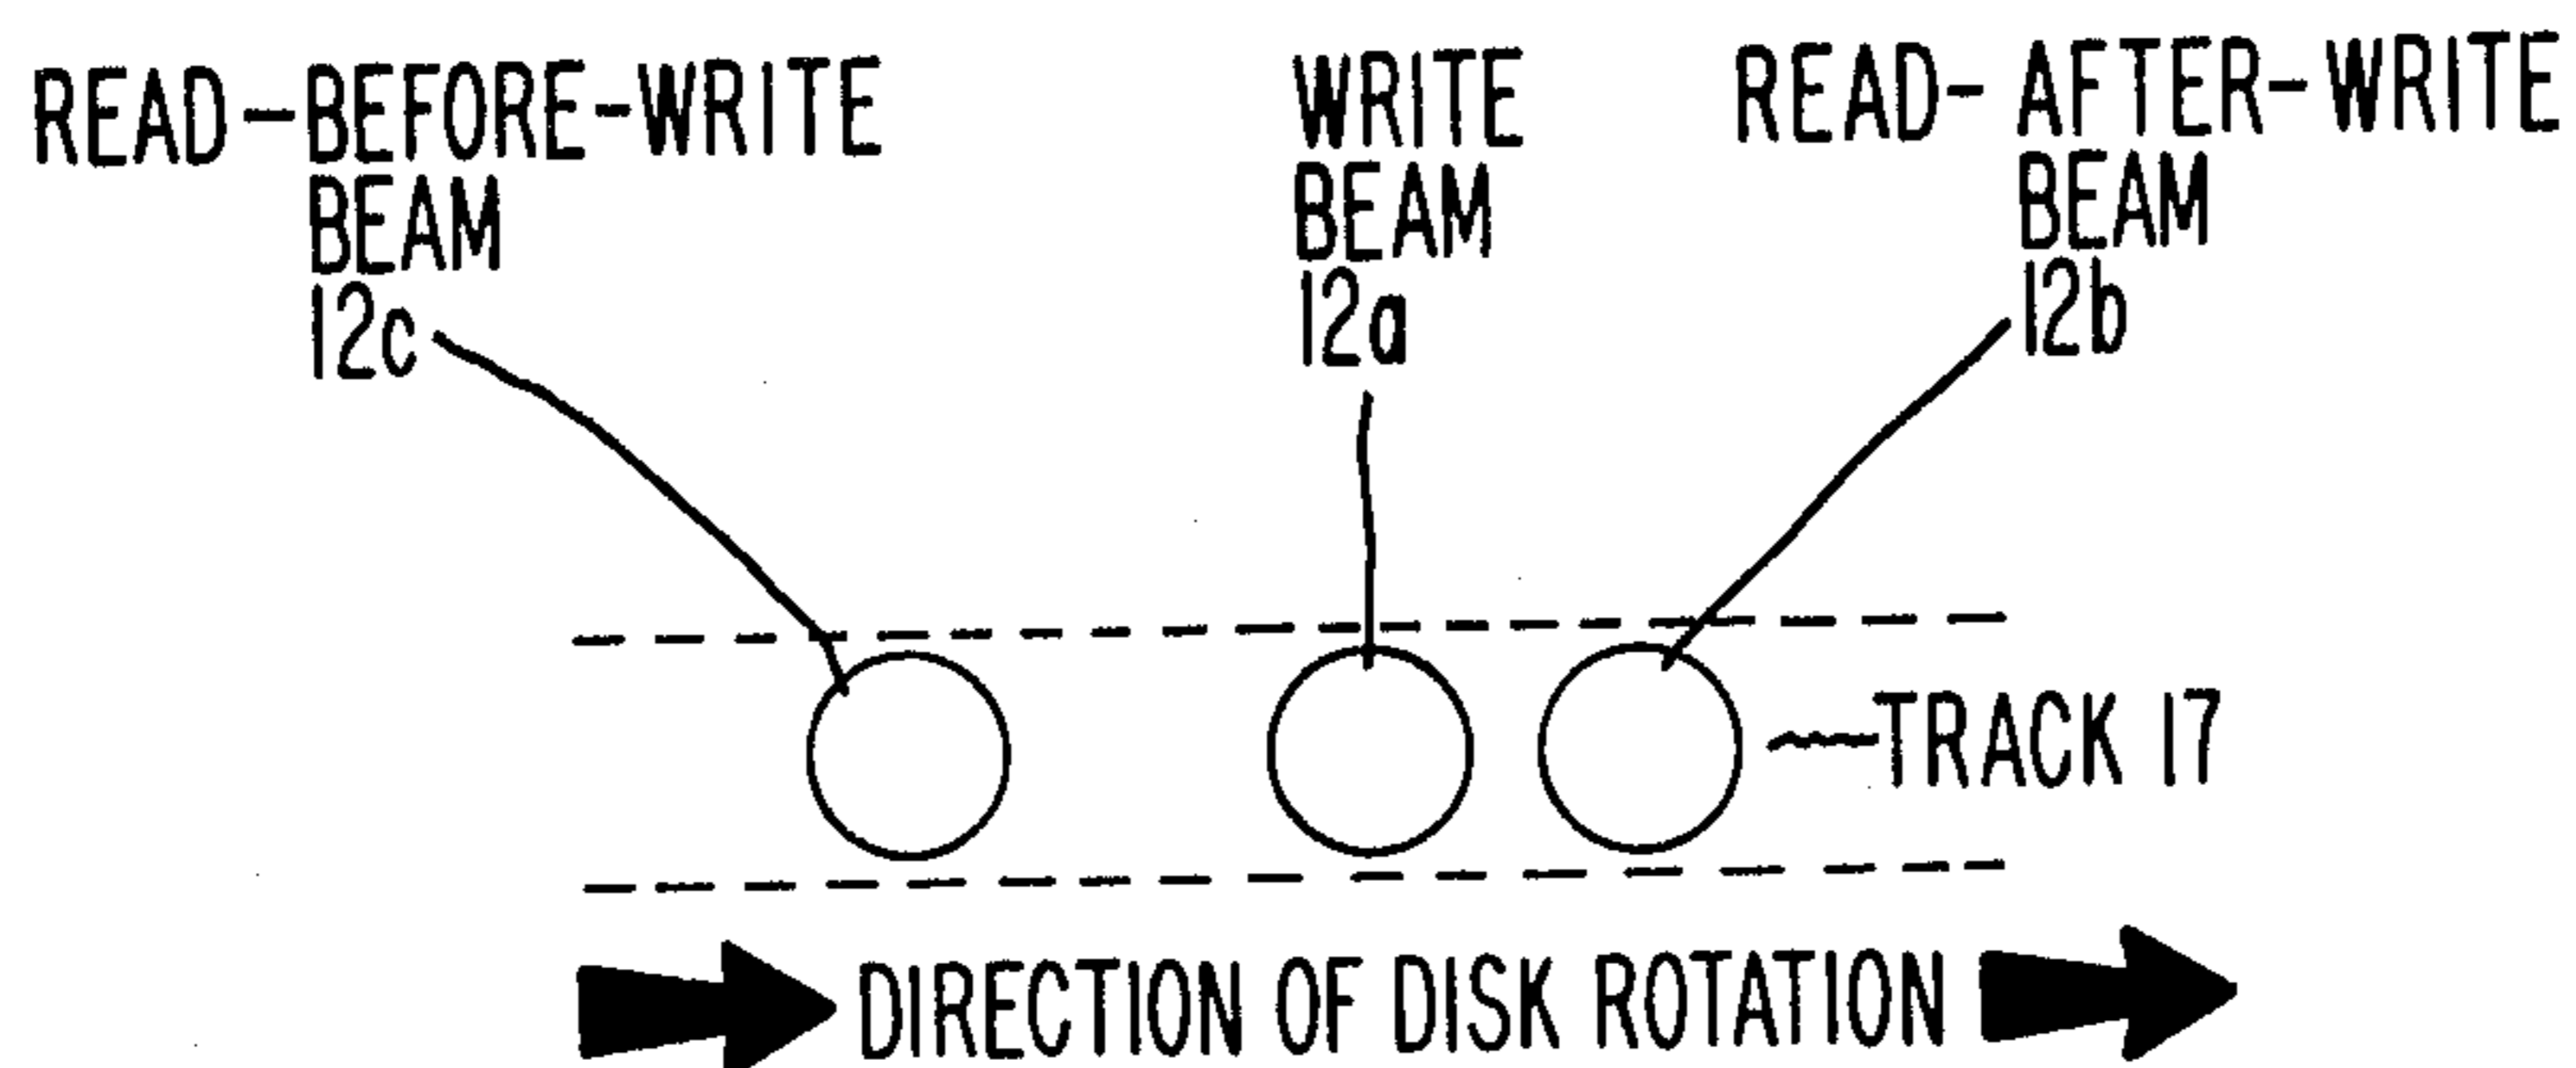 READ-BEFORE-WRITE
BEAM
12c
WRITE
BEAM
12a
READ-AFTER-WRITE
BEAM
12b
TRACK 17
DIRECTION OF DISK ROTATION